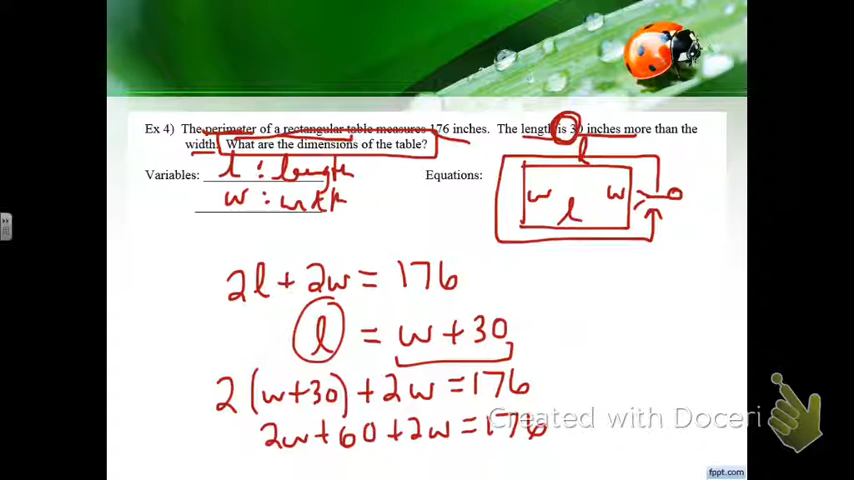 Ex 4) The perimeter of a rectangular table measures 176 inches. The length is 30 inches more than the
width. What are the dimensions of the table?
Variables: l : length
Equations:
w : width
l
w
w
l
2l + 2w = 176
l = w + 30
2(w+30) + 2w = 176
2w + 60 + 2w = 176
Created with Doceri
fppt.com